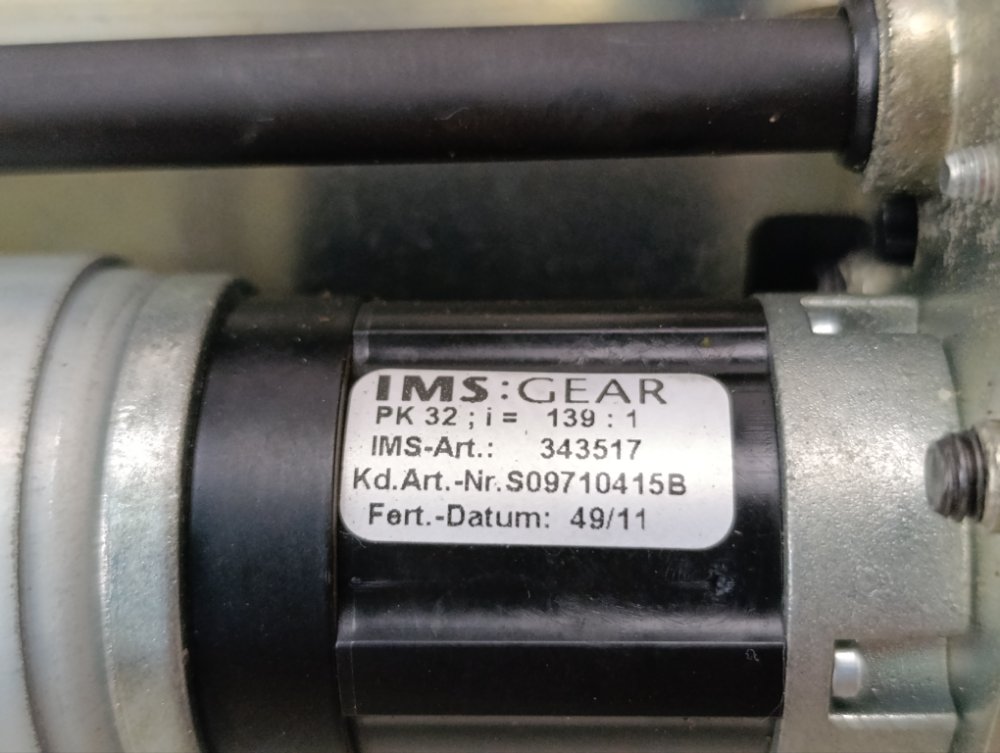 IMS:GEAR
PK 32 ; i = 139 : 1
IMS-Art.: 343517
Kd.Art.-Nr.S09710415B
Fert.-Datum: 49/11